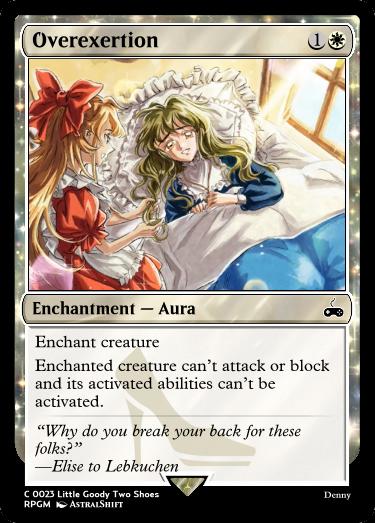 Overexertion 1
Enchantment — Aura
Enchant creature
Enchanted creature can't attack or block
and its activated abilities can't be
activated.
“Why do you break your back for these
folks?”
—Elise to Lebkuchen
C 0023 Little Goody Two Shoes
RPGM AstralShift
Denny